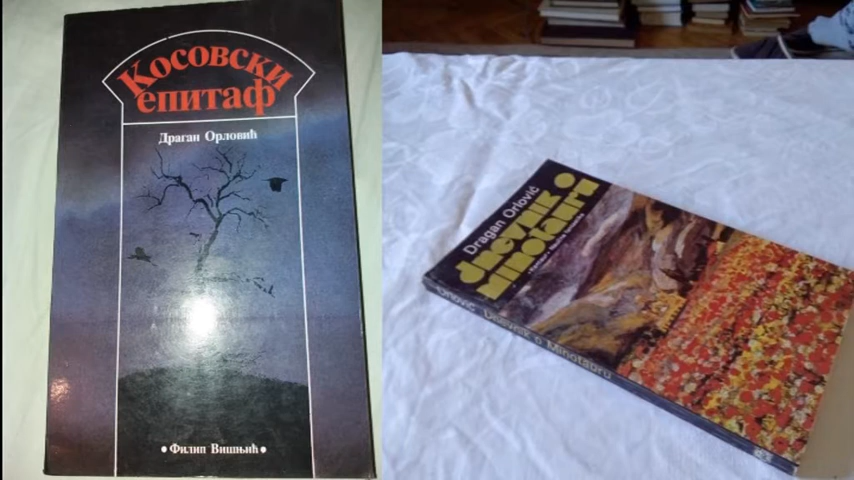 Косовски
епитаф
Драган Орловић
• Филип Вишњић •
Dragan Orlović
dnevnik o
minotauru
Orlović Dnevnik o Minotauru